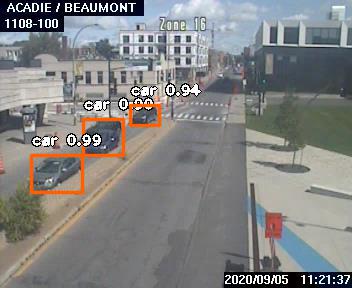 ACADIE / BEAUMONT
1108-100
Zone 16
car 0.94
car 0.90
car 0.99
2020/09/05 11:21:37